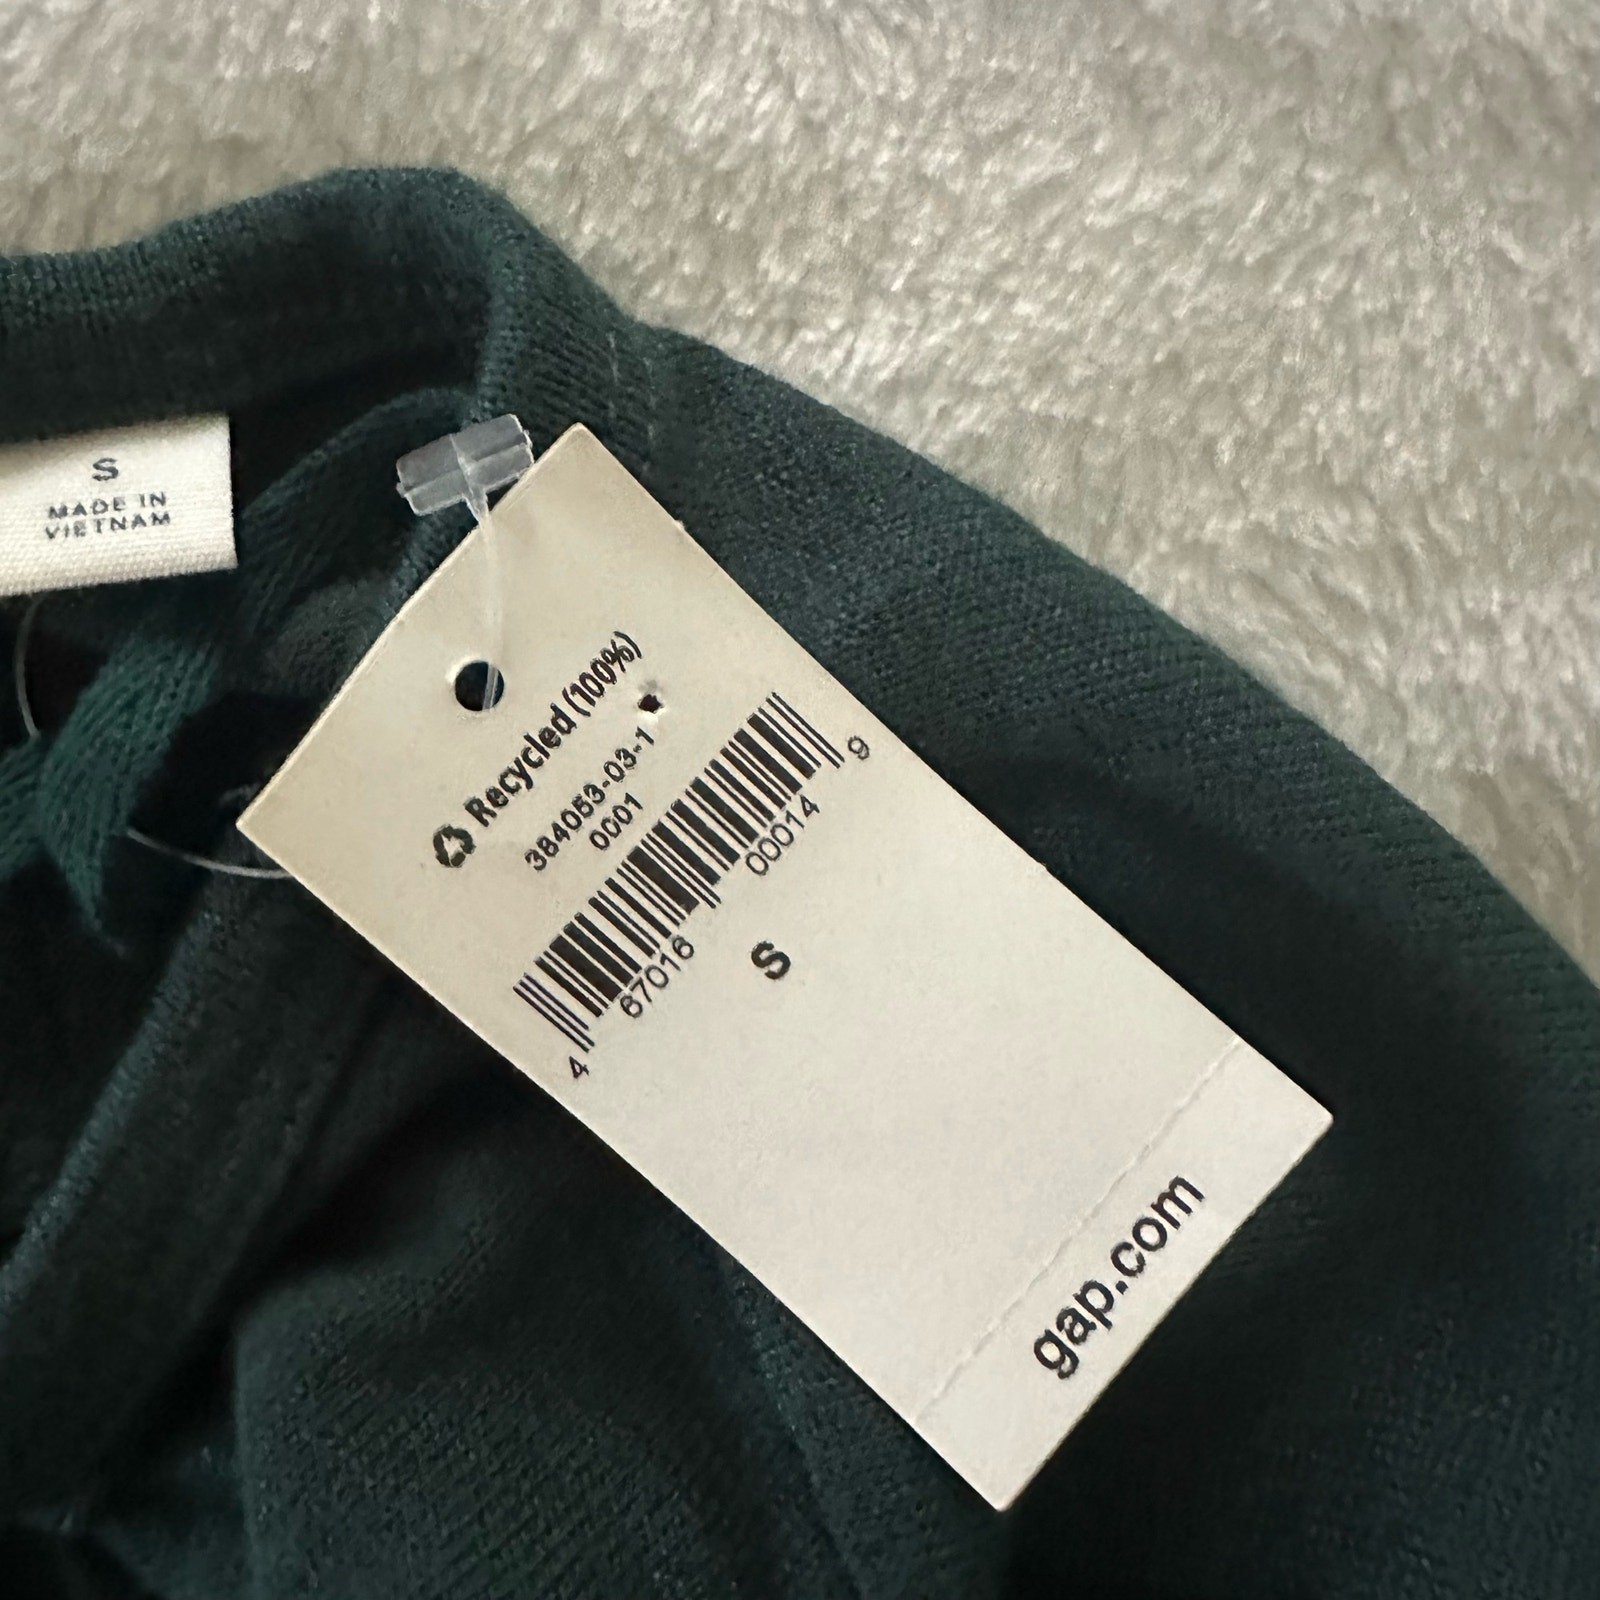 S
MADE IN
VIETNAM
Recycled (100%)
384053-03-1
0001
4 67016 00014 9
S
gap.com